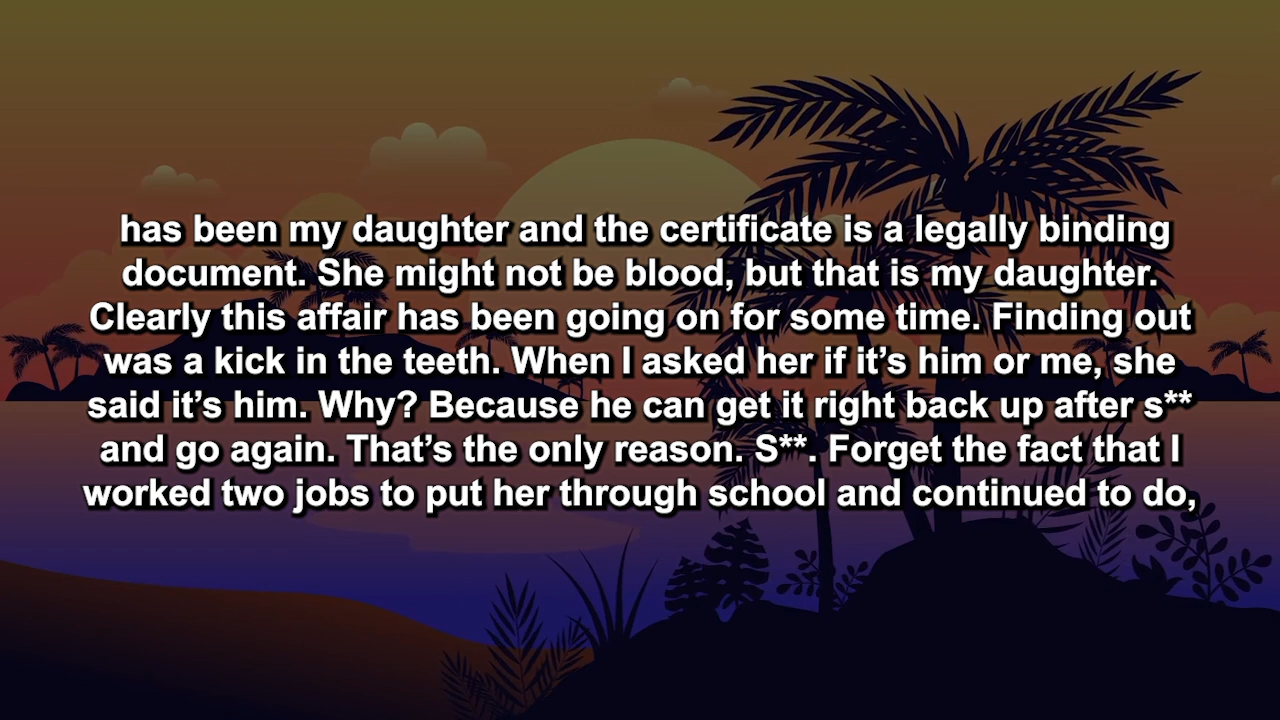 has been my daughter and the certificate is a legally binding
document. She might not be blood, but that is my daughter.
Clearly this affair has been going on for some time. Finding out
was a kick in the teeth. When I asked her if it’s him or me, she
said it’s him. Why? Because he can get it right back up after s**
and go again. That’s the only reason. S**. Forget the fact that I
worked two jobs to put her through school and continued to do,